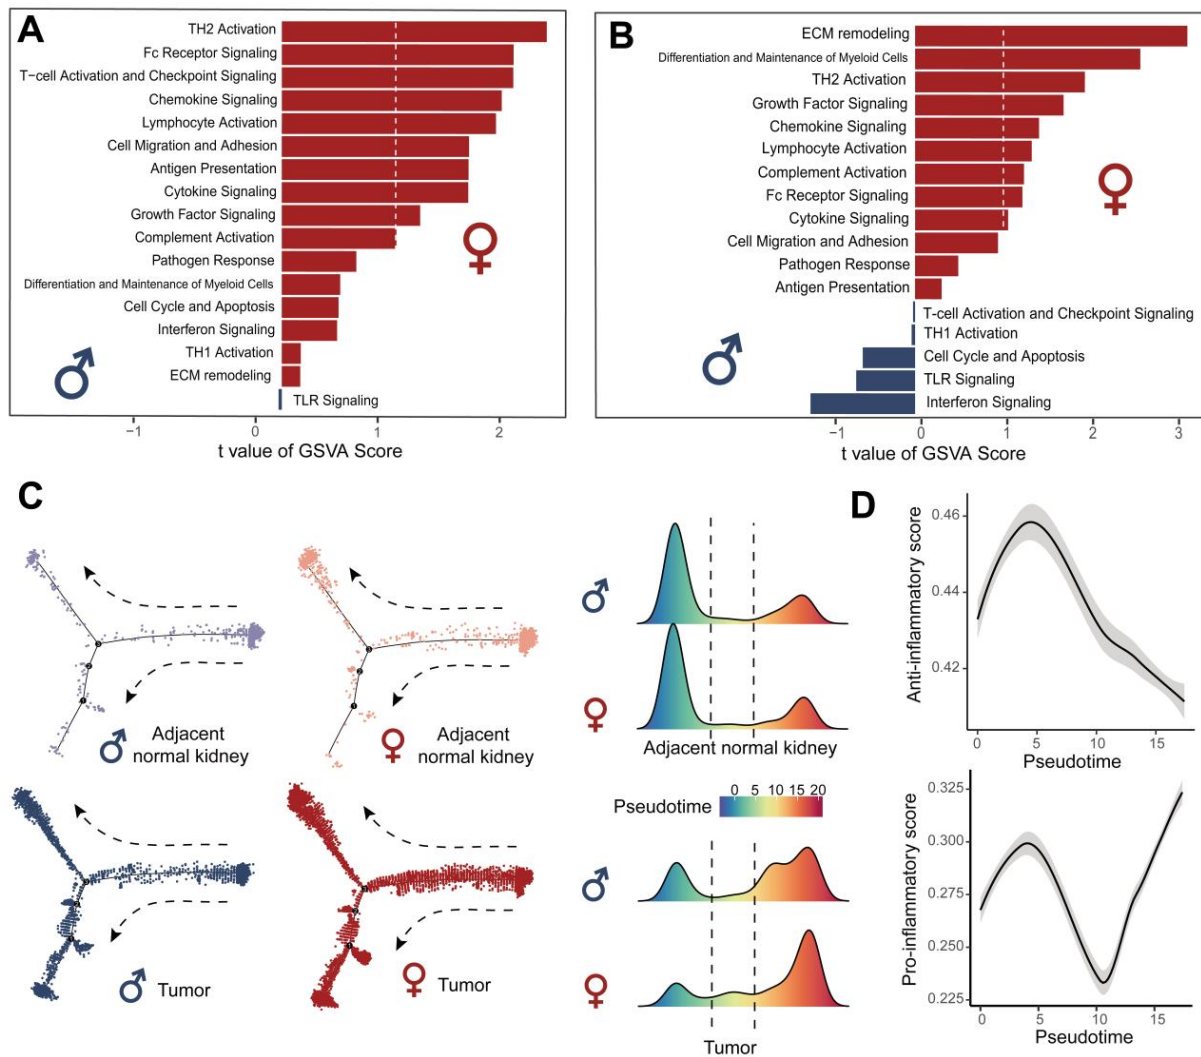 A
TH2 Activation
Fc Receptor Signaling
T-cell Activation and Checkpoint Signaling
Chemokine Signaling
Lymphocyte Activation
Cell Migration and Adhesion
Antigen Presentation
Cytokine Signaling
Growth Factor Signaling
Complement Activation
Pathogen Response
Differentiation and Maintenance of Myeloid Cells
Cell Cycle and Apoptosis
Interferon Signaling
TH1 Activation
ECM remodeling
TLR Signaling
−1 0 1 2
t value of GSVA Score
B
ECM remodeling
Differentiation and Maintenance of Myeloid Cells
TH2 Activation
Growth Factor Signaling
Chemokine Signaling
Lymphocyte Activation
Complement Activation
Fc Receptor Signaling
Cytokine Signaling
Cell Migration and Adhesion
Pathogen Response
Antigen Presentation
T-cell Activation and Checkpoint Signaling
TH1 Activation
Cell Cycle and Apoptosis
TLR Signaling
Interferon Signaling
−1 0 1 2 3
t value of GSVA Score
C
Adjacent
normal kidney
Adjacent
normal kidney
Tumor
Tumor
Adjacent normal kidney
Pseudotime
0 5 10 15 20
Tumor
D
Anti-inflammatory score
0.46
0.44
0.42
0 5 10 15
Pseudotime
Pro-inflammatory score
0.325
0.300
0.275
0.250
0.225
0 5 10 15
Pseudotime